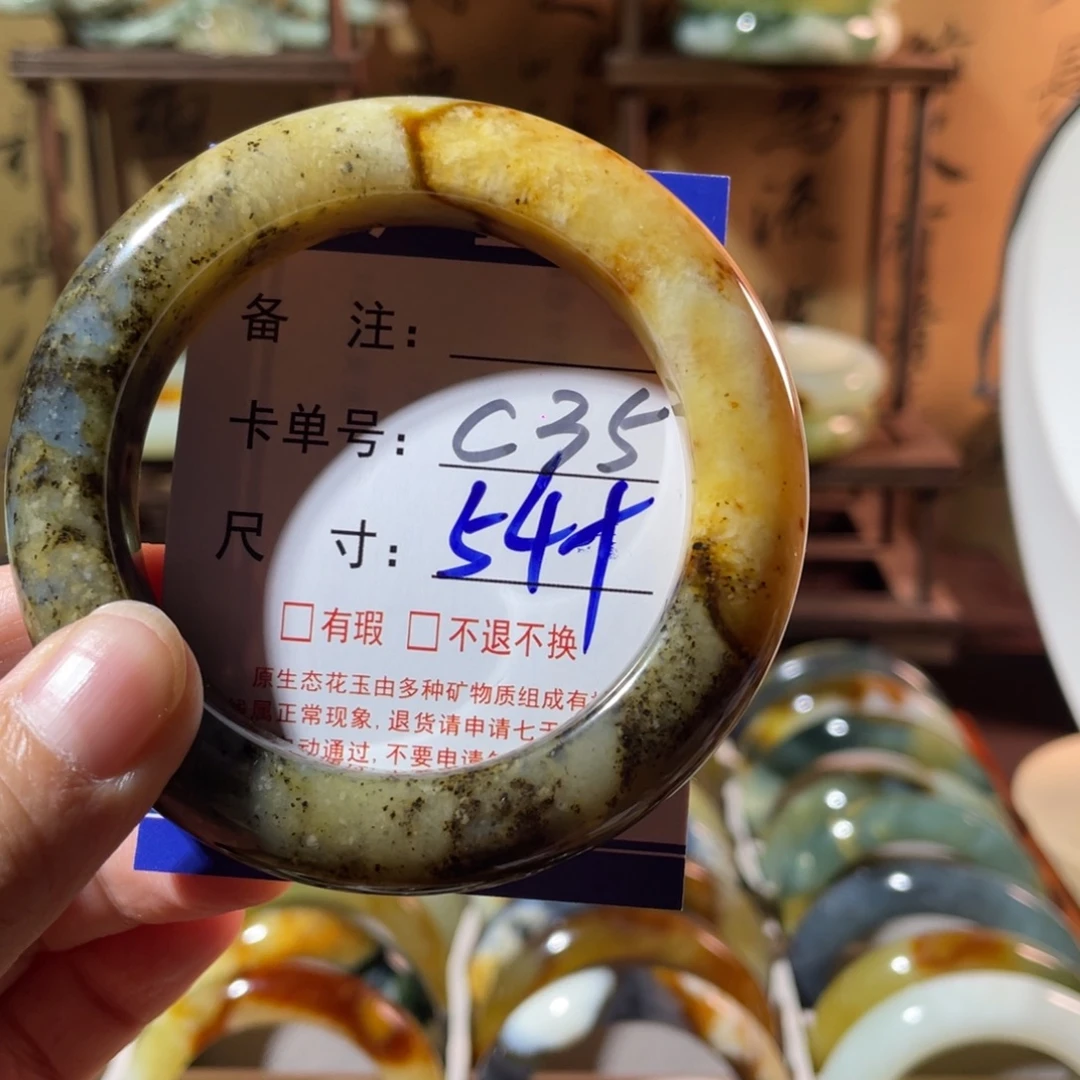 备 注:
卡单号: C35
尺 寸: 54
□有瑕 □不退不换
原生态花玉由多种矿物质组成有
属正常现象,退货请申请七天
动通过,不要申请